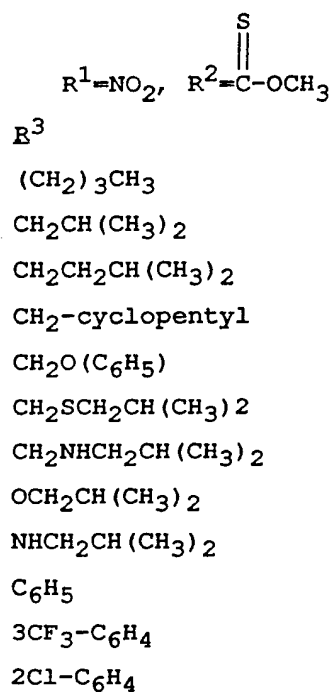 S
R¹=NO₂, R²=C-OCH₃
R³
(CH₂)₃CH₃
CH₂CH(CH₃)₂
CH₂CH₂CH(CH₃)₂
CH₂-cyclopentyl
CH₂O(C₆H₅)
CH₂SCH₂CH(CH₃)2
CH₂NHCH₂CH(CH₃)₂
OCH₂CH(CH₃)₂
NHCH₂CH(CH₃)₂
C₆H₅
3CF₃-C₆H₄
2Cl-C₆H₄